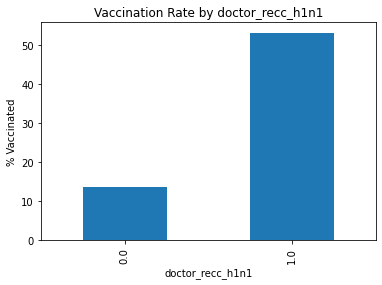 Vaccination Rate by doctor_recc_h1n1
% Vaccinated
50
40
30
20
10
0
0.0
1.0
doctor_recc_h1n1